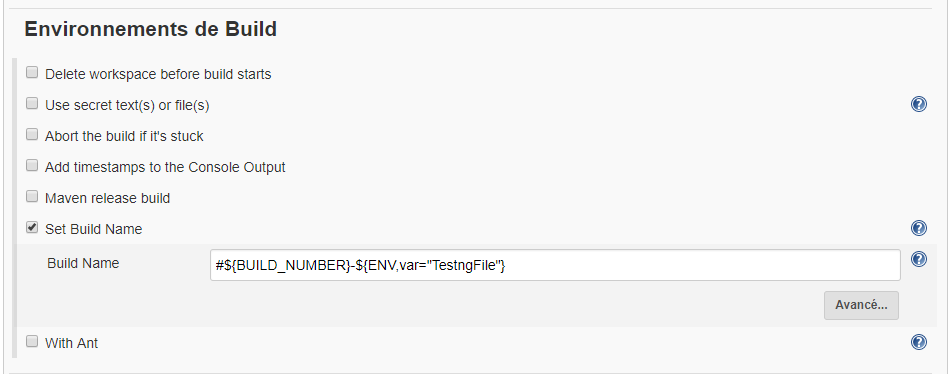 Environnements de Build
Delete workspace before build starts
Use secret text(s) or file(s)
Abort the build if it's stuck
Add timestamps to the Console Output
Maven release build
Set Build Name
Build Name
#${BUILD_NUMBER}-${ENV,var="TestngFile"}
Avancé...
With Ant